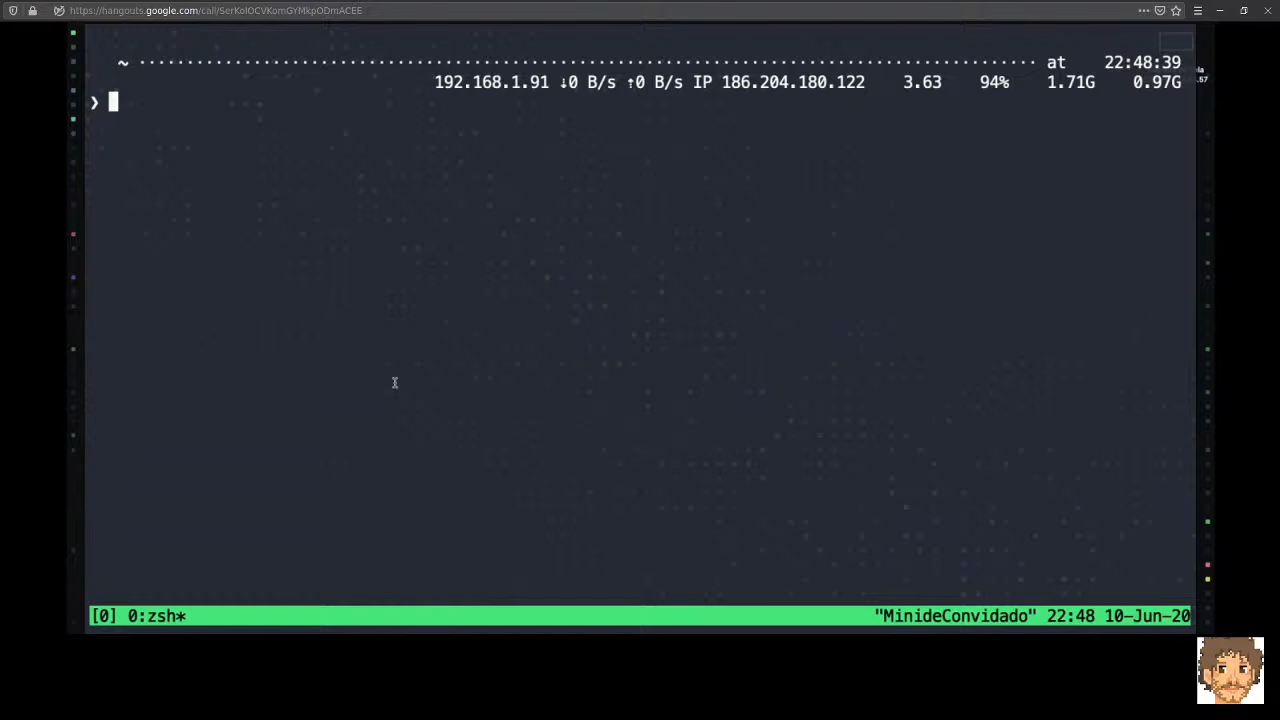 https://hangouts.google.com/call/SerKoIOCVKomGYMkpODmACEE
~ at 22:48:39
192.168.1.91 ↓0 B/s ↑0 B/s IP 186.204.180.122 3.63 94% 1.71G 0.97G
❯
[0] 0:zsh* "MinideConvidado" 22:48 10-Jun-20